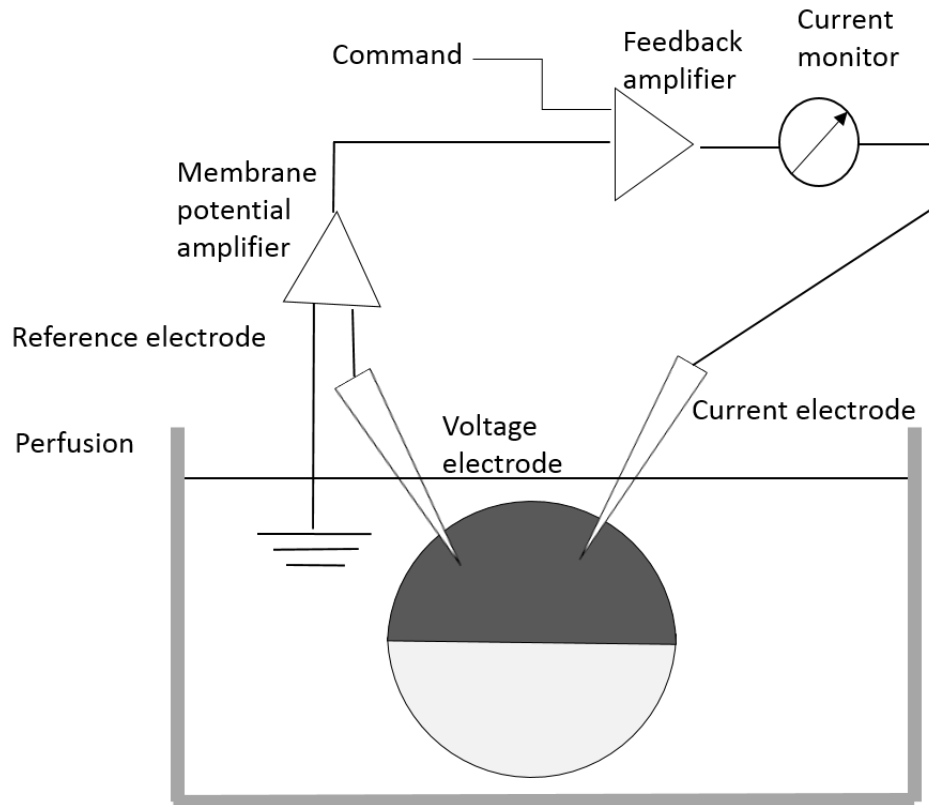 Current
monitor
Feedback
amplifier
Command
Membrane
potential
amplifier
Reference electrode
Current electrode
Voltage
electrode
Perfusion